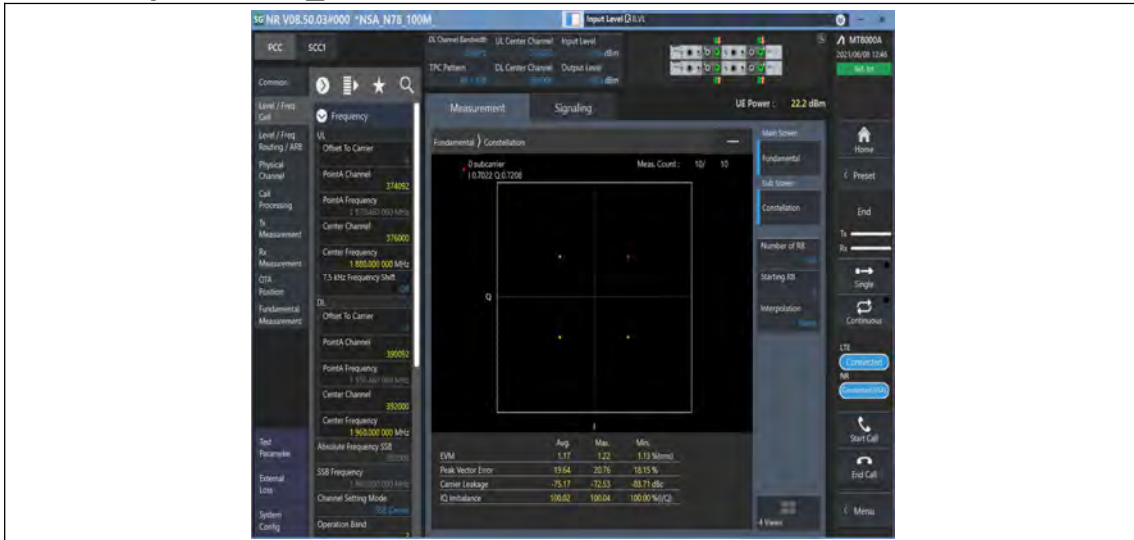 SG NR V08.50.03#000 *NSA_N78_100M
Input Level
MT8000A
2021/06/08 12:46
PCC
SCC1
DL Channel Bandwidth
UL Center Channel
Input Level
dBm
TPC Pattern
DL Center Channel
Output Level
dBm
Common
Level / Freq
Cell
Level / Freq
Routing / ARB
Physical
Channel
Call
Processing
Tx
Measurement
Rx
Measurement
OTA
Position
Fundamental
Measurement
Test
Parameter
External
Loss
System
Config
Frequency
UL
Offset To Carrier
PointA Channel
374092
PointA Frequency
Center Channel
376000
Center Frequency
1 880.000 000 MHz
7.5 kHz Frequency Shift
DL
Offset To Carrier
PointA Channel
390092
PointA Frequency
Center Channel
392000
Center Frequency
1 960.000 000 MHz
Absolute Frequency SSB
SSB Frequency
Channel Setting Mode
Operation Band
Measurement
Signaling
UE Power : 22.2 dBm
Fundamental ) Constellation
0 subcarrier
I 0.7022 Q 0.7208
Meas. Count : 10/ 10
Q
I
Avg. Max. Min.
EVM 1.17 1.22 1.13 %(rms)
Peak Vector Error 19.64 20.76 18.15 %
Carrier Leakage -75.17 -72.53 -83.71 dBc
IQ Imbalance 100.02 100.04 100.00 %(I/Q)
Main Screen
Fundamental
Sub Screen
Constellation
Number of RB
Starting RB
Interpolation
4 Views
Home
Preset
End
Tx
Rx
Single
Continuous
LTE
Connected
NR
Start Call
End Call
Menu